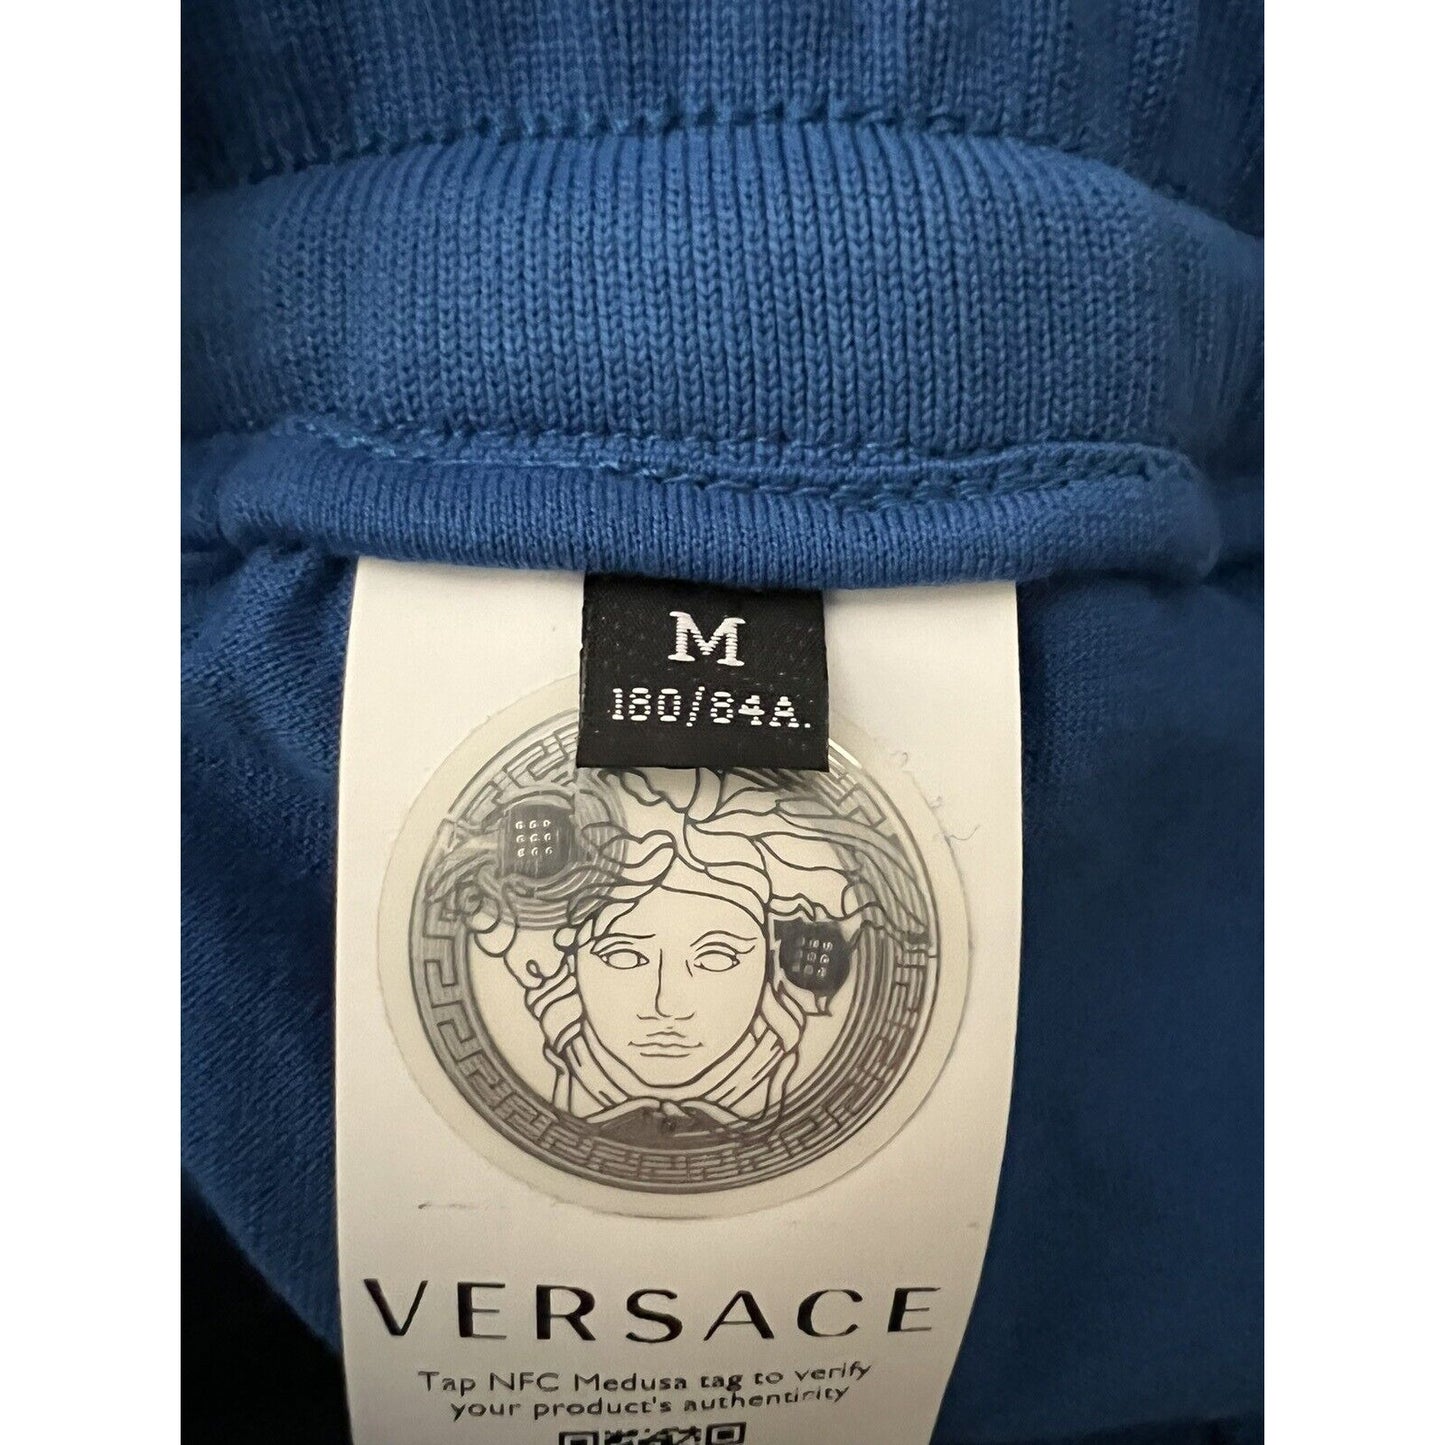 M
180/84A.
VERSACE
Tap NFC Medusa tag to verify
your product's authenticity